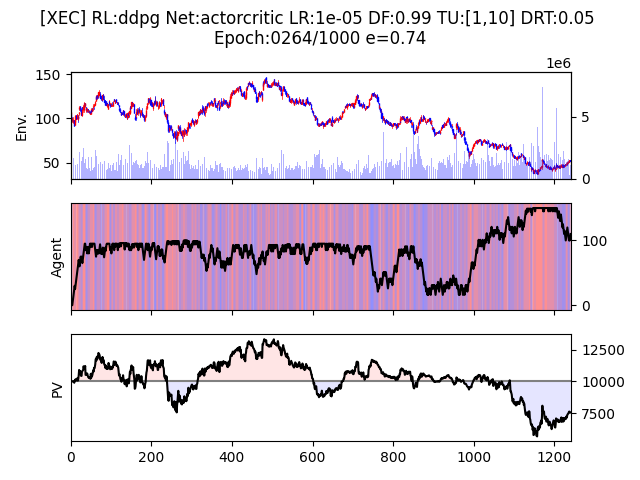 [XEC] RL:ddpg Net:actorcritic LR:1e-05 DF:0.99 TU:[1,10] DRT:0.05
Epoch:0264/1000 e=0.74
1e6
150
100
50
Env.
5
0
Agent
100
0
PV
12500
10000
7500
0 200 400 600 800 1000 1200